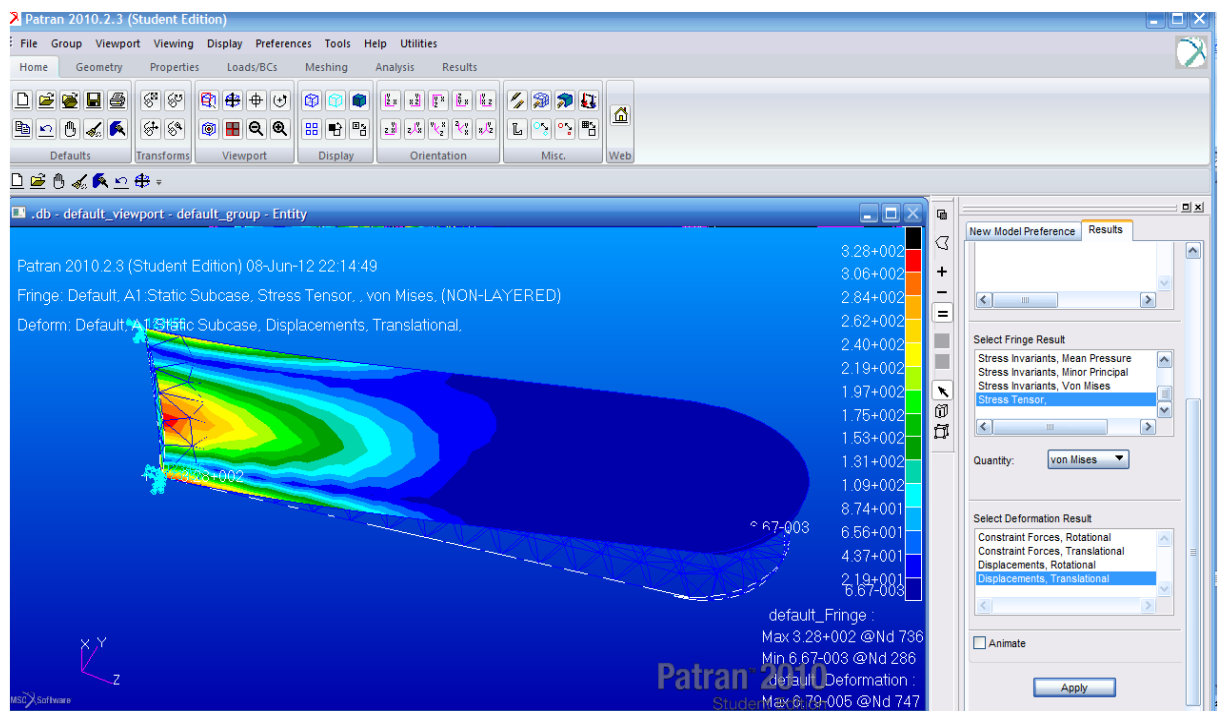 Patran 2010.2.3 (Student Edition)
File Group Viewport Viewing Display Preferences Tools Help Utilities
Home Geometry Properties Loads/BCs Meshing Analysis Results
Defaults Transforms Viewport Display Orientation Misc. Web
.db - default_viewport - default_group - Entity
Patran 2010.2.3 (Student Edition) 08-Jun-12 22:14:49
Fringe: Default, A1:Static Subcase, Stress Tensor, , von Mises, (NON-LAYERED)
Deform: Default, A1:Static Subcase, Displacements, Translational,
3.28+002
3.06+002
2.84+002
2.62+002
2.40+002
2.19+002
1.97+002
1.75+002
1.53+002
1.31+002
1.09+002
8.74+001
6.56+001
4.37+001
2.19+001
6.67-003
3.28+002
6.67-003
default_Fringe :
Max 3.28+002 @Nd 736
Min 6.67-003 @Nd 286
default_Deformation :
Max 6.79-005 @Nd 747
Patran 2010
Student Edition
X Y
Z
MSC Software
New Model Preference Results
Select Fringe Result
Stress Invariants, Mean Pressure
Stress Invariants, Minor Principal
Stress Invariants, Von Mises
Stress Tensor,
Quantity: von Mises
Select Deformation Result
Constraint Forces, Rotational
Constraint Forces, Translational
Displacements, Rotational
Displacements, Translational
Animate
Apply